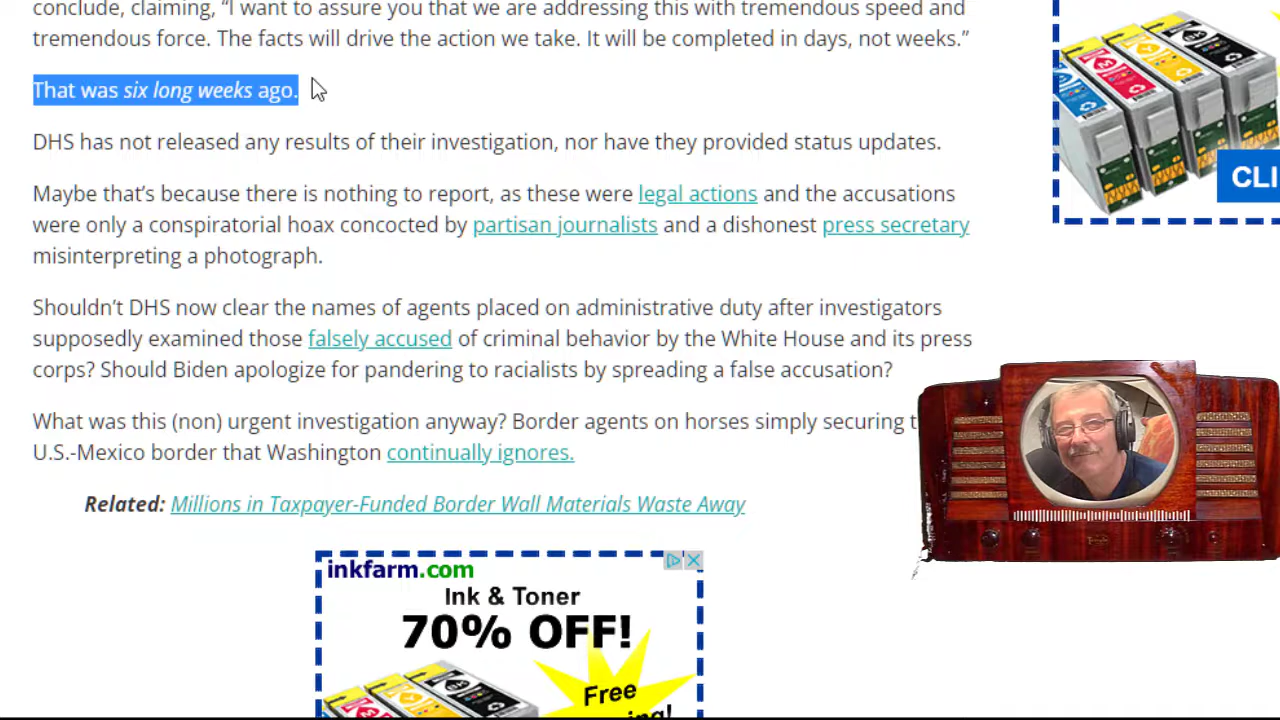 conclude, claiming, “I want to assure you that we are addressing this with tremendous speed and
tremendous force. The facts will drive the action we take. It will be completed in days, not weeks.”
That was six long weeks ago.
DHS has not released any results of their investigation, nor have they provided status updates.
Maybe that’s because there is nothing to report, as these were legal actions and the accusations
were only a conspiratorial hoax concocted by partisan journalists and a dishonest press secretary
misinterpreting a photograph.
Shouldn’t DHS now clear the names of agents placed on administrative duty after investigators
supposedly examined those falsely accused of criminal behavior by the White House and its press
corps? Should Biden apologize for pandering to racialists by spreading a false accusation?
What was this (non) urgent investigation anyway? Border agents on horses simply securing
U.S.-Mexico border that Washington continually ignores.
Related: Millions in Taxpayer-Funded Border Wall Materials Waste Away
inkfarm.com
Ink & Toner
70% OFF!
Free
CLI